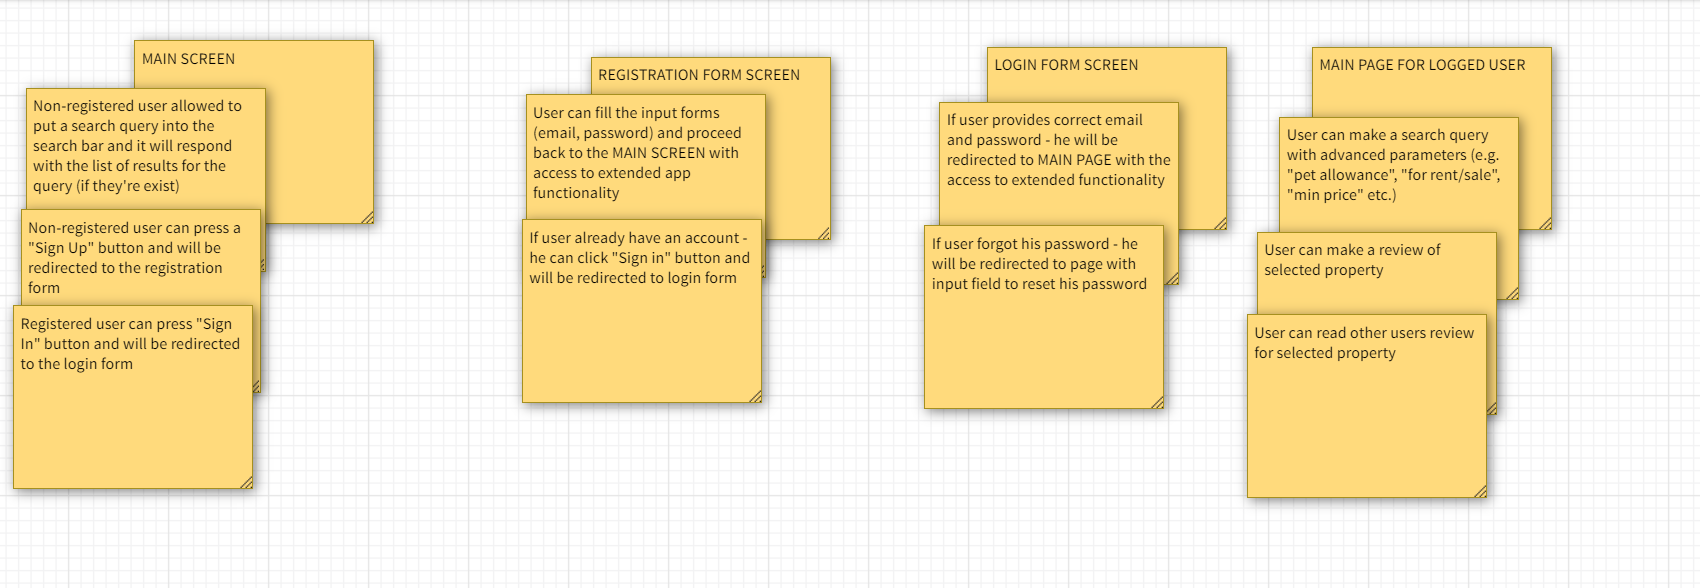 MAIN SCREEN
Non-registered user allowed to
put a search query into the
search bar and it will respond
with the list of results for the
query (if they're exist)
Non-registered user can press a
"Sign Up" button and will be
redirected to the registration
form
Registered user can press "Sign
In" button and will be redirected
to the login form
REGISTRATION FORM SCREEN
User can fill the input forms
(email, password) and proceed
back to the MAIN SCREEN with
access to extended app
functionality
If user already have an account -
he can click "Sign in" button and
will be redirected to login form
LOGIN FORM SCREEN
If user provides correct email
and password - he will be
redirected to MAIN PAGE with the
access to extended functionality
If user forgot his password - he
will be redirected to page with
input field to reset his password
MAIN PAGE FOR LOGGED USER
User can make a search query
with advanced parameters (e.g.
"pet allowance", "for rent/sale",
"min price" etc.)
User can make a review of
selected property
User can read other users review
for selected property